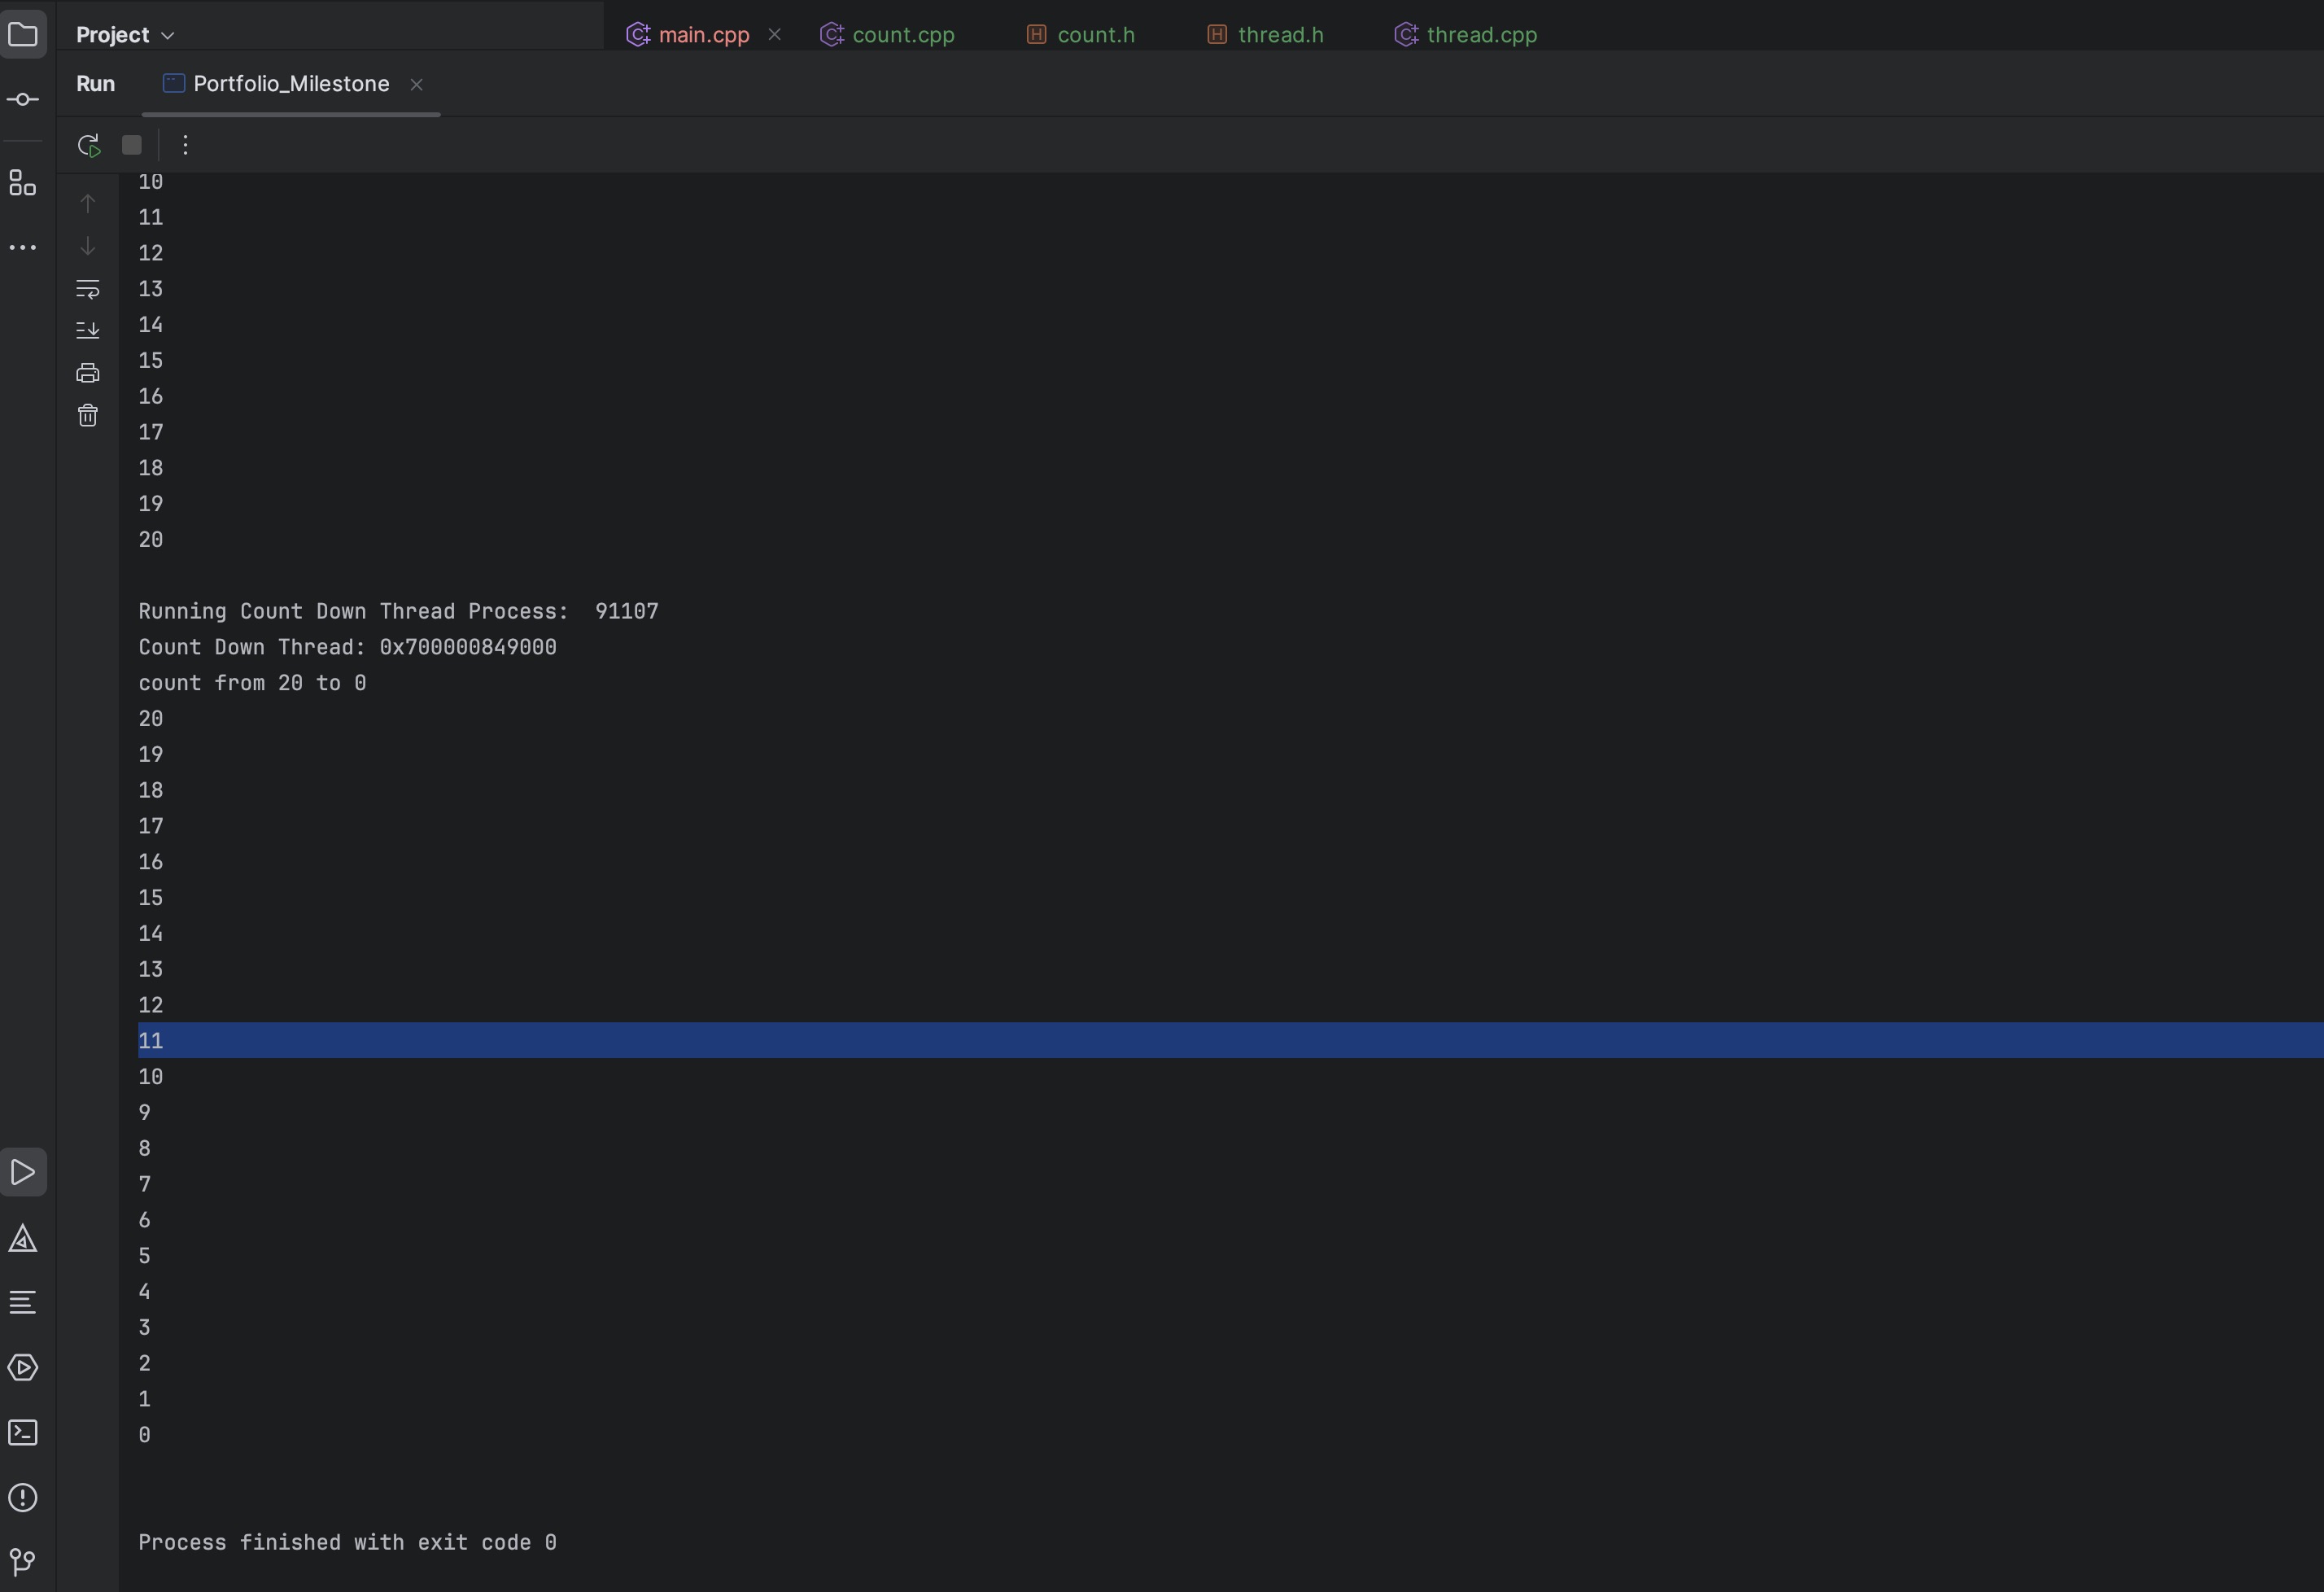 Project
main.cpp
count.cpp
count.h
thread.h
thread.cpp
Run
Portfolio_Milestone
10
11
12
13
14
15
16
17
18
19
20
Running Count Down Thread Process:  91107
Count Down Thread: 0x700000849000
count from 20 to 0
20
19
18
17
16
15
14
13
12
11
10
9
8
7
6
5
4
3
2
1
0
Process finished with exit code 0